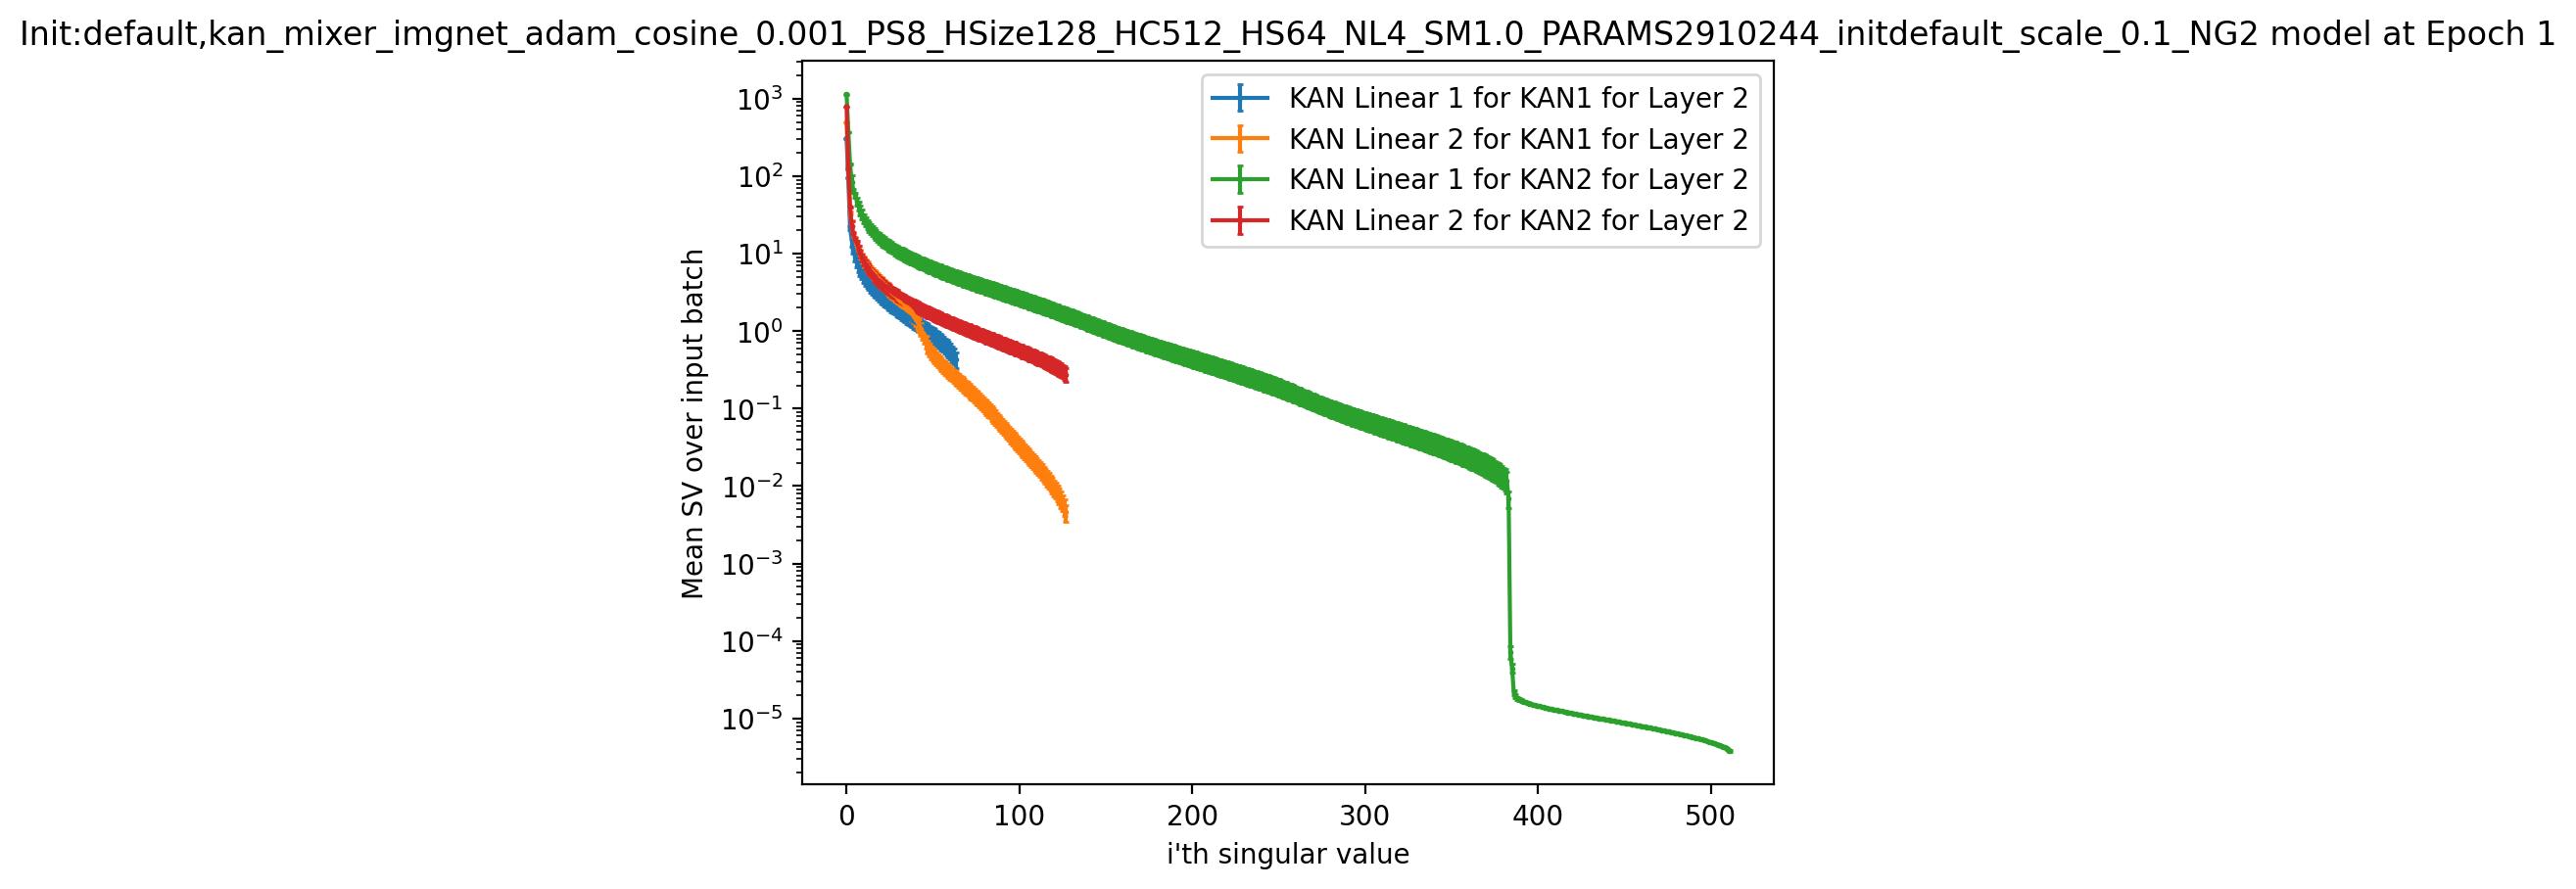 Init:default,kan_mixer_imgnet_adam_cosine_0.001_PS8_HSize128_HC512_HS64_NL4_SM1.0_PARAMS2910244_initdefault_scale_0.1_NG2 model at Epoch 1
KAN Linear 1 for KAN1 for Layer 2
KAN Linear 2 for KAN1 for Layer 2
KAN Linear 1 for KAN2 for Layer 2
KAN Linear 2 for KAN2 for Layer 2
Mean SV over input batch
10³
10²
10¹
10⁰
10⁻¹
10⁻²
10⁻³
10⁻⁴
10⁻⁵
0 100 200 300 400 500
i'th singular value